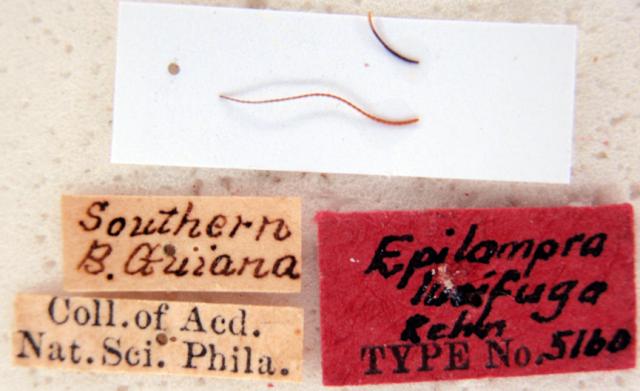 Southern
B. Guiana
Coll. of Acd.
Nat. Sci. Phila.
Epilampra
lucifuga
Rehn
TYPE No. 5160